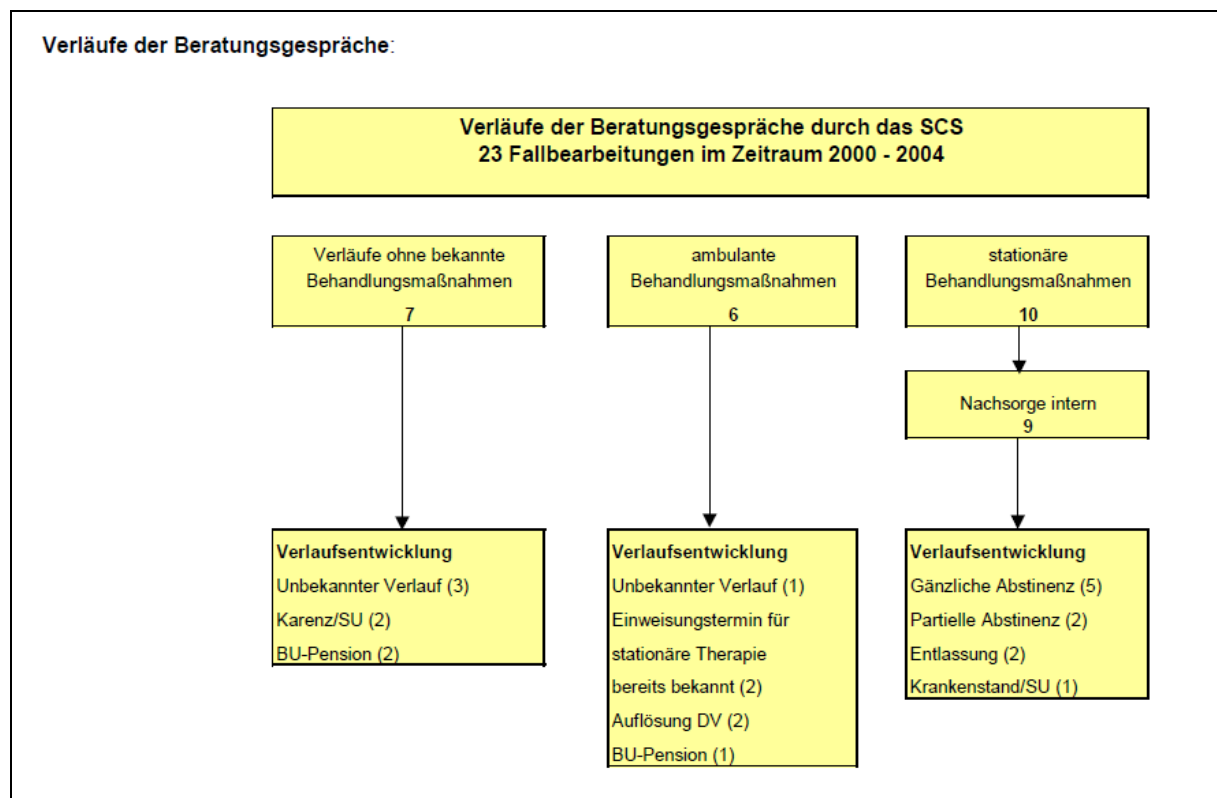 Verläufe der Beratungsgespräche:
Verläufe der Beratungsgespräche durch das SCS
23 Fallbearbeitungen im Zeitraum 2000 - 2004
Verläufe ohne bekannte
Behandlungsmaßnahmen
7
ambulante
Behandlungsmaßnahmen
6
stationäre
Behandlungsmaßnahmen
10
Nachsorge intern
9
Verlaufsentwicklung
Unbekannter Verlauf (3)
Karenz/SU (2)
BU-Pension (2)
Verlaufsentwicklung
Unbekannter Verlauf (1)
Einweisungstermin für
stationäre Therapie
bereits bekannt (2)
Auflösung DV (2)
BU-Pension (1)
Verlaufsentwicklung
Gänzliche Abstinenz (5)
Partielle Abstinenz (2)
Entlassung (2)
Krankenstand/SU (1)